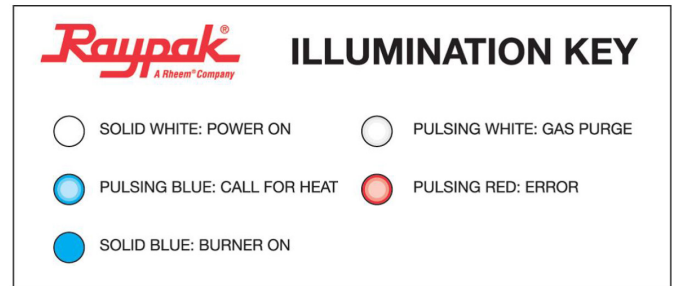 Raypak®
A Rheem® Company
ILLUMINATION KEY
SOLID WHITE: POWER ON
PULSING WHITE: GAS PURGE
PULSING BLUE: CALL FOR HEAT
PULSING RED: ERROR
SOLID BLUE: BURNER ON